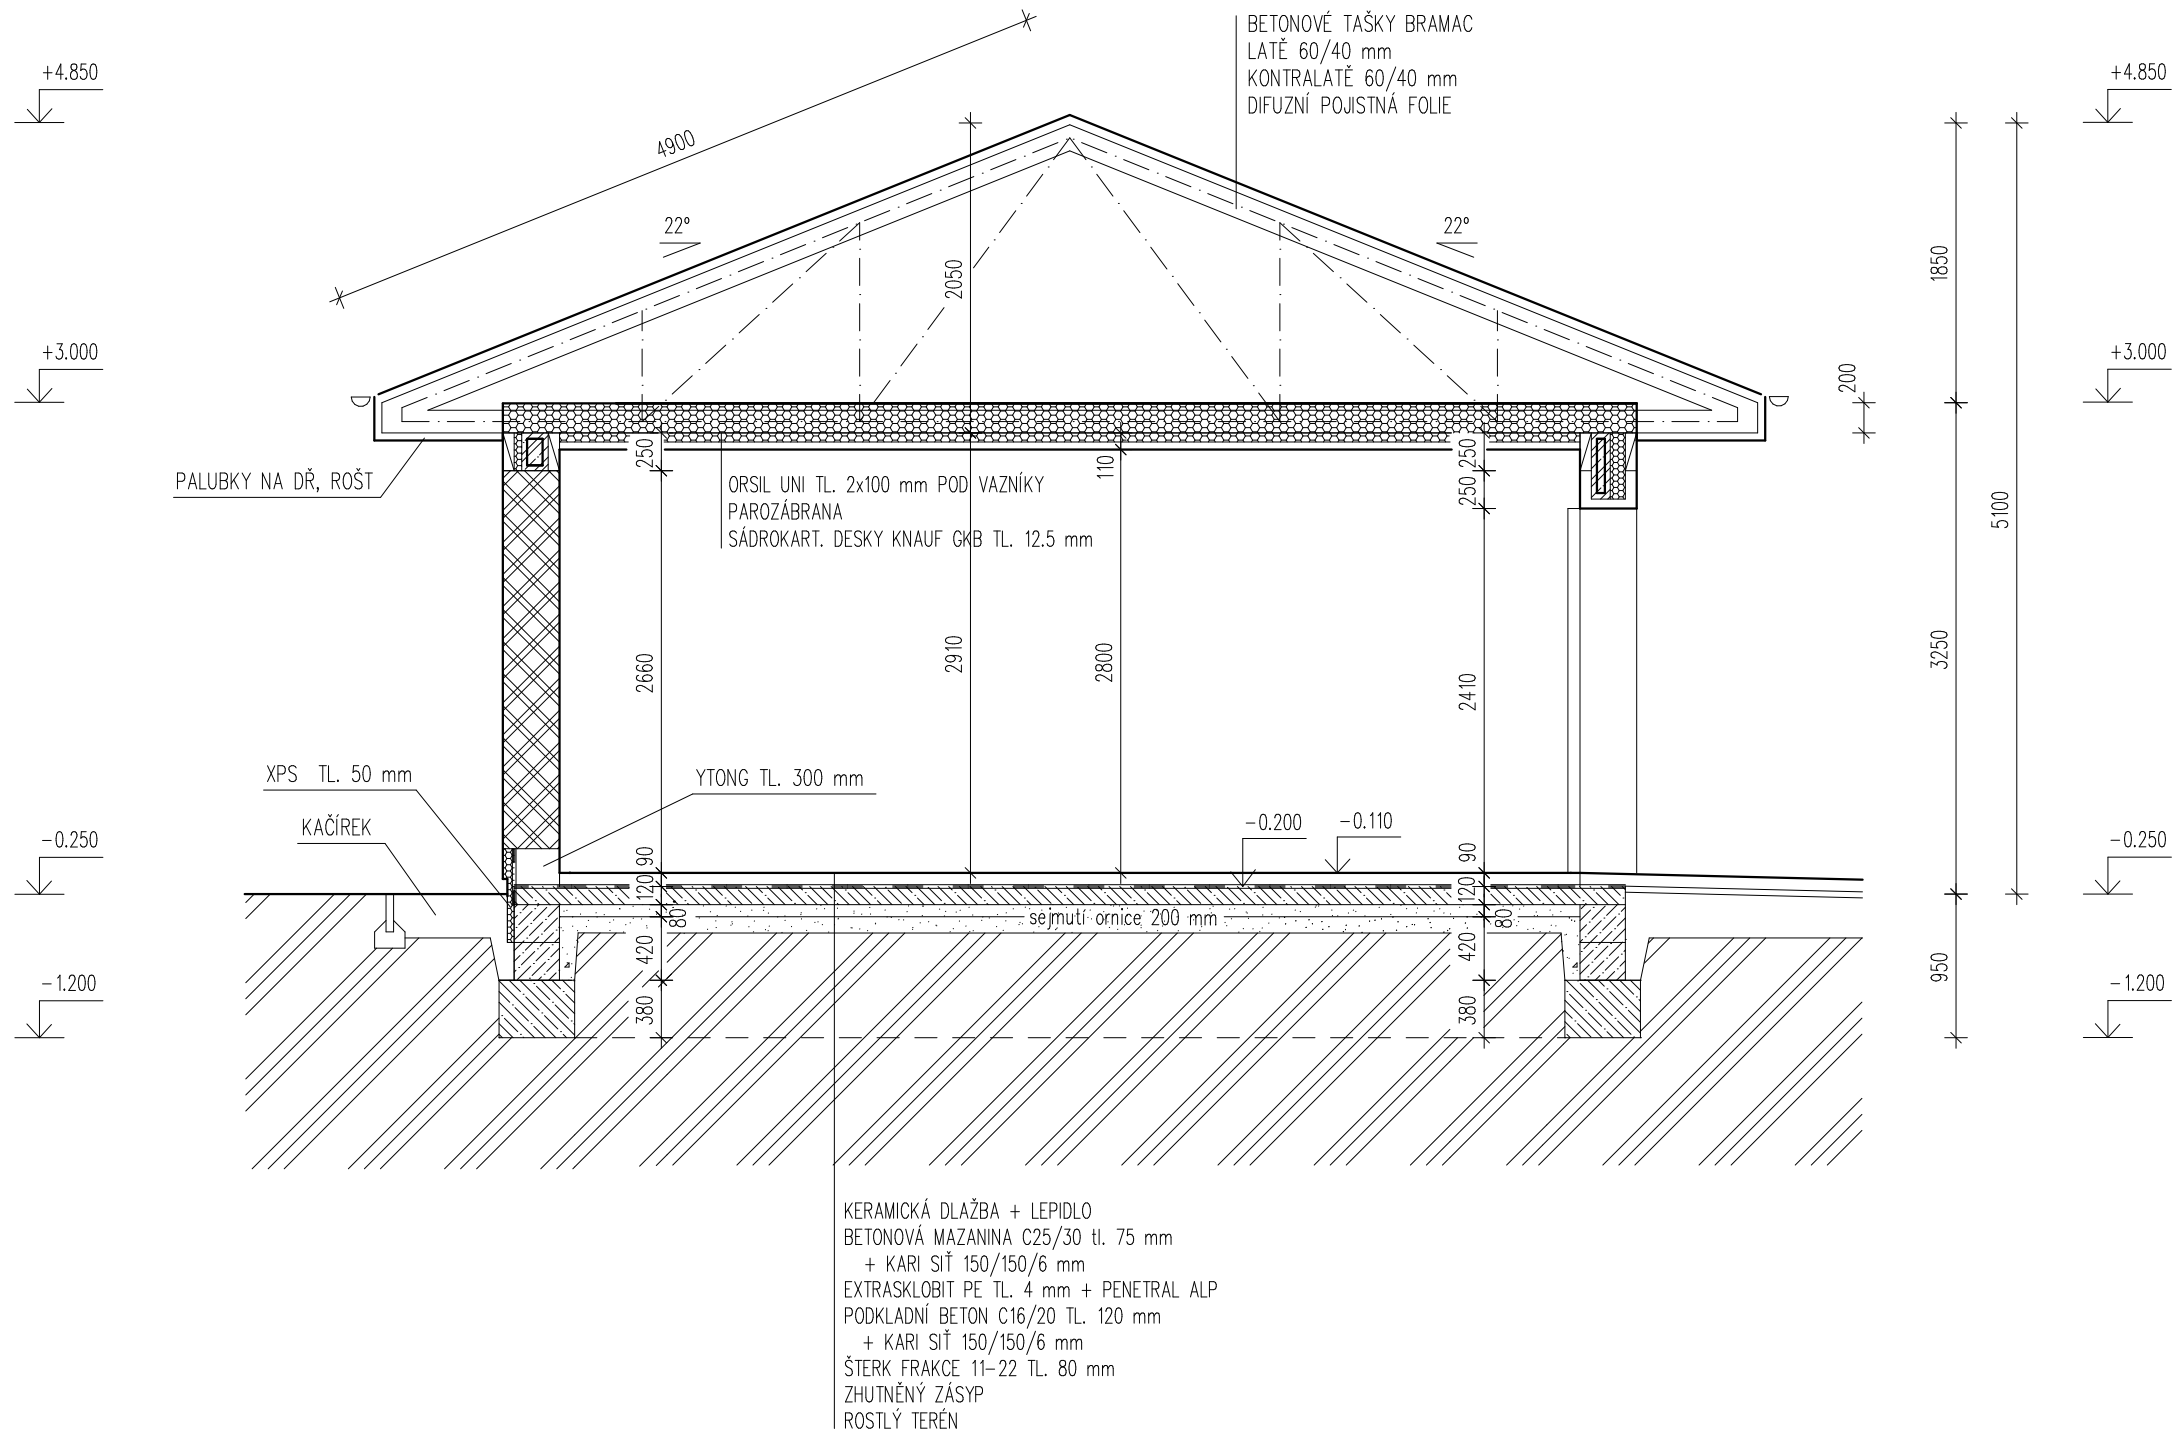 BETONOVÉ TAŠKY BRAMAC
LATĚ 60/40 mm
KONTRALATĚ 60/40 mm
DIFUZNÍ POJISTNÁ FOLIE
+4.850
+4.850
4900
22°
22°
2050
1850
+3.000
+3.000
200
250
250
110
250
PALUBKY NA DŘ, ROŠT
ORSIL UNI TL. 2x100 mm POD VAZNÍKY
PAROZÁBRANA
SÁDROKART. DESKY KNAUF GKB TL. 12.5 mm
5100
2660
2910
2800
2410
3250
XPS TL. 50 mm
YTONG TL. 300 mm
KAČÍREK
-0.200
-0.110
-0.250
-0.250
90
90
120
120
80
sejmutí ornice 200 mm
80
420
420
950
-1.200
-1.200
380
380
KERAMICKÁ DLAŽBA + LEPIDLO
BETONOVÁ MAZANINA C25/30 tl. 75 mm
+ KARI SIŤ 150/150/6 mm
EXTRASKLOBIT PE TL. 4 mm + PENETRAL ALP
PODKLADNÍ BETON C16/20 TL. 120 mm
+ KARI SIŤ 150/150/6 mm
ŠTERK FRAKCE 11-22 TL. 80 mm
ZHUTNĚNÝ ZÁSYP
ROSTLÝ TERÉN